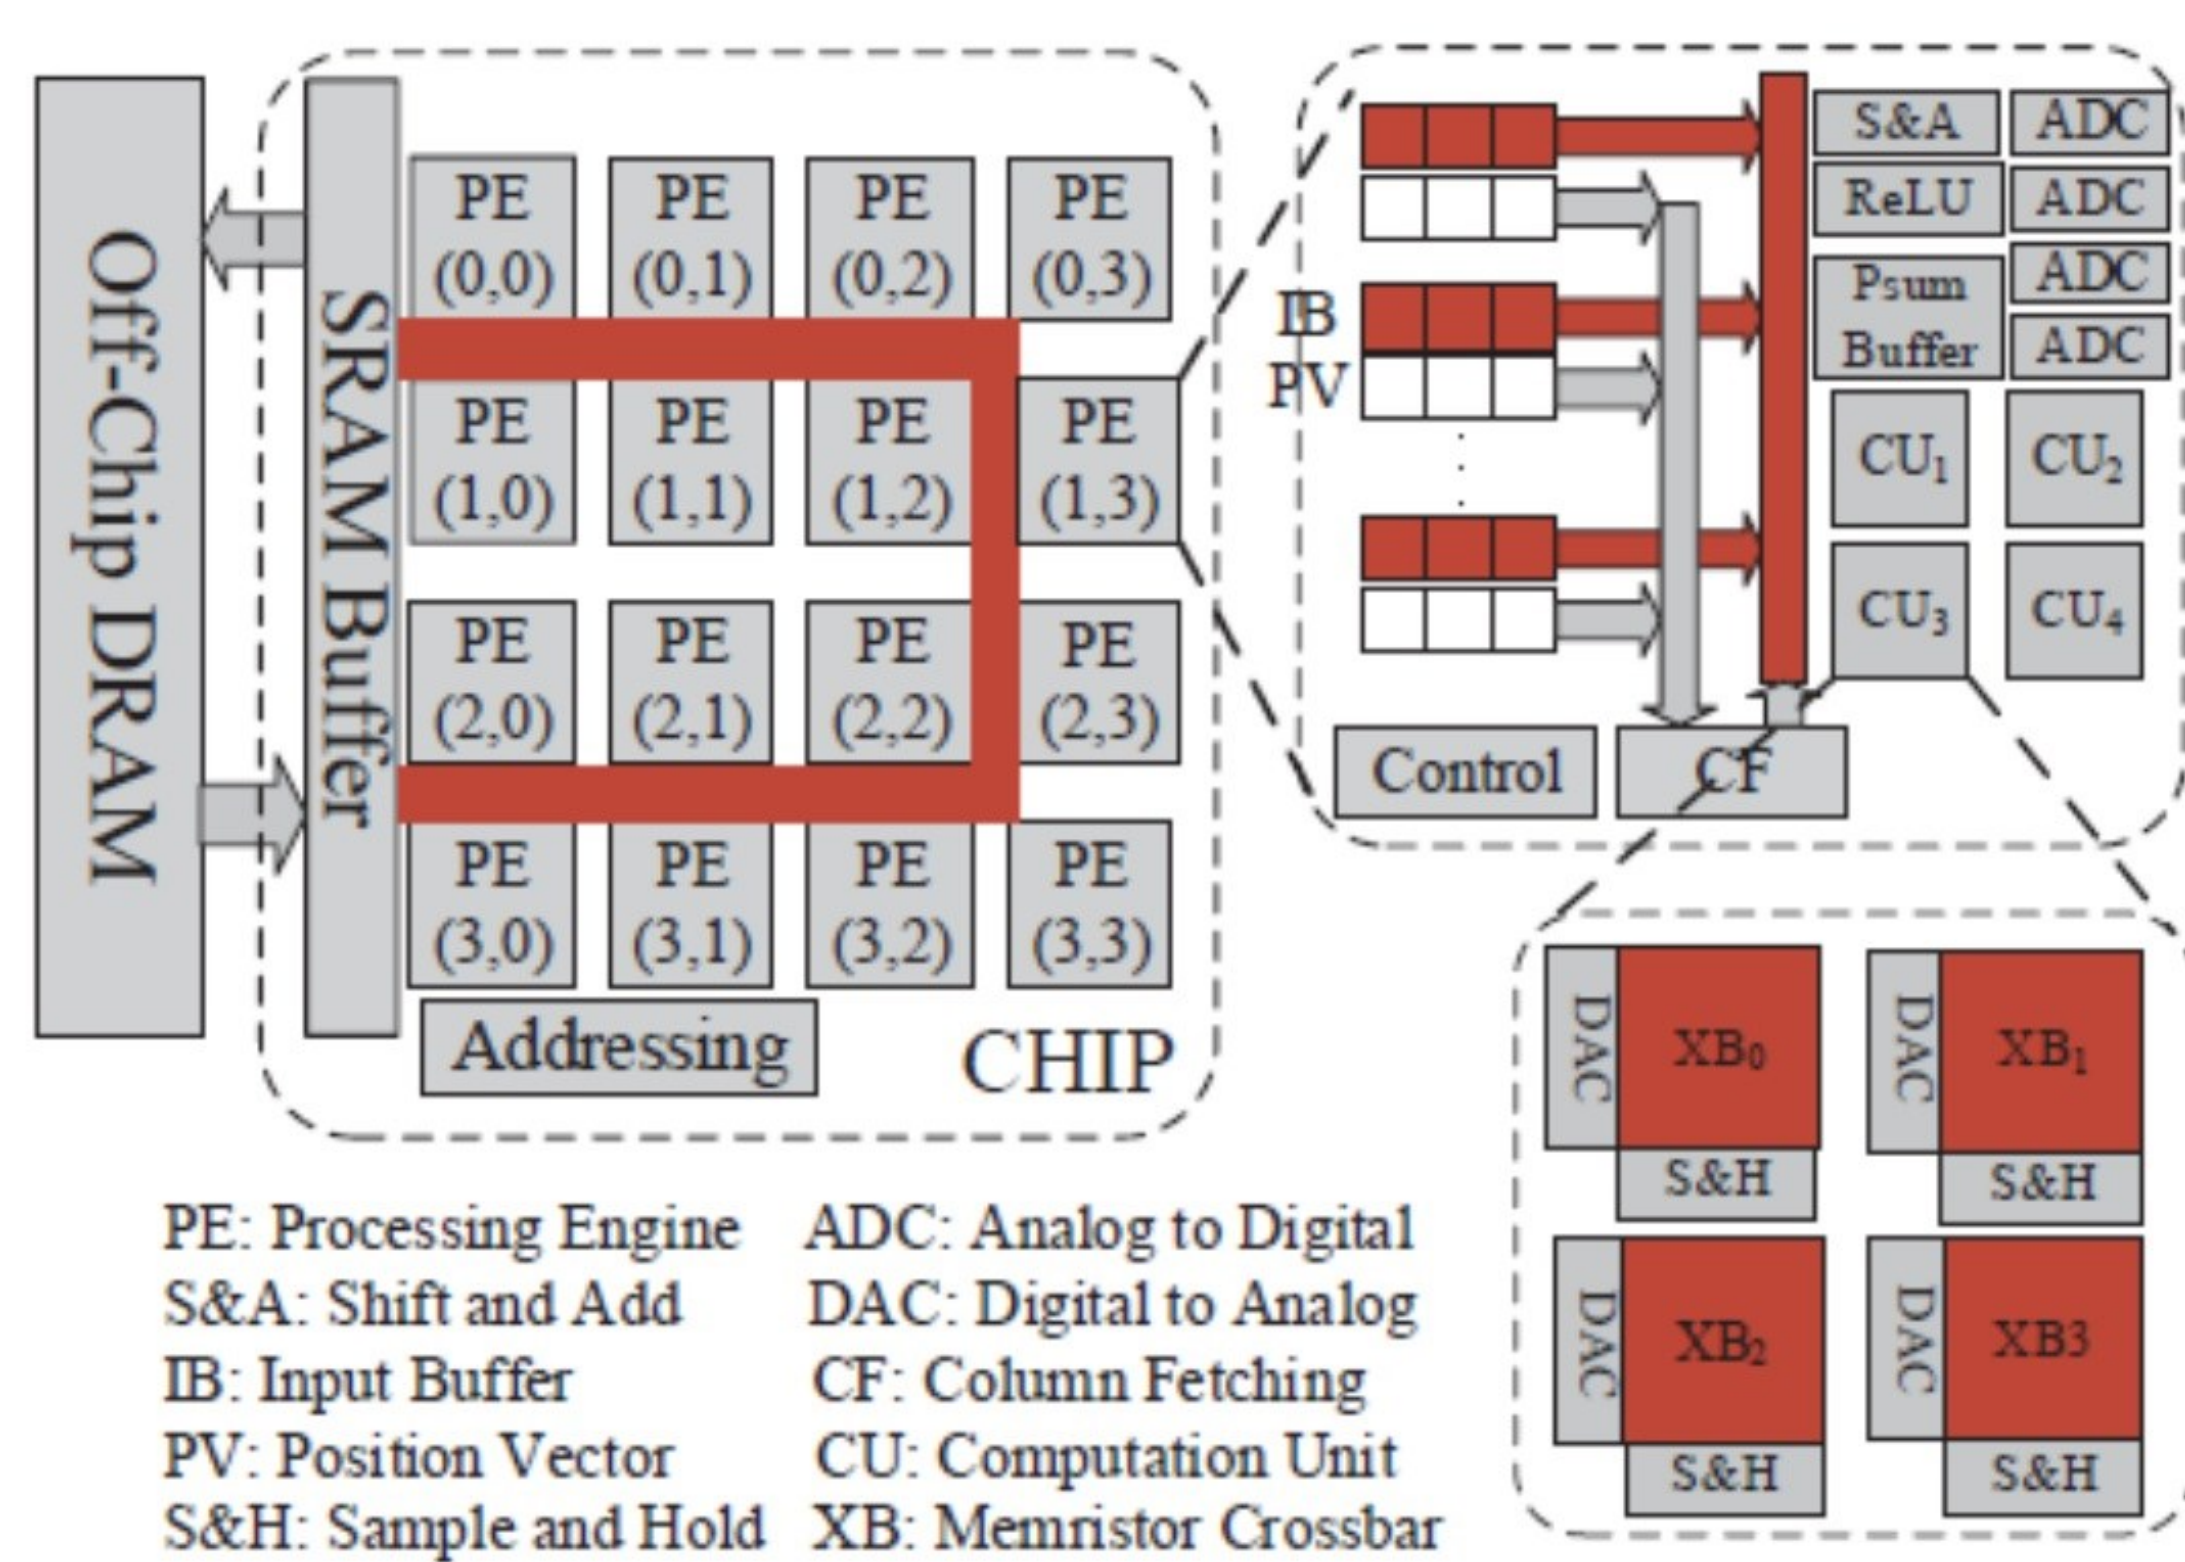 Off-Chip DRAM
SRAM Buffer
PE
(0,0)
PE
(0,1)
PE
(0,2)
PE
(0,3)
PE
(1,0)
PE
(1,1)
PE
(1,2)
PE
(1,3)
PE
(2,0)
PE
(2,1)
PE
(2,2)
PE
(2,3)
PE
(3,0)
PE
(3,1)
PE
(3,2)
PE
(3,3)
Addressing
CHIP
IB
PV
S&A
ADC
ReLU
ADC
Psum
Buffer
ADC
ADC
CU₁
CU₂
CU₃
CU₄
Control
CF
DAC
XB₀
S&H
DAC
XB₁
S&H
DAC
XB₂
S&H
DAC
XB3
S&H
PE: Processing Engine
ADC: Analog to Digital
S&A: Shift and Add
DAC: Digital to Analog
IB: Input Buffer
CF: Column Fetching
PV: Position Vector
CU: Computation Unit
S&H: Sample and Hold
XB: Memristor Crossbar